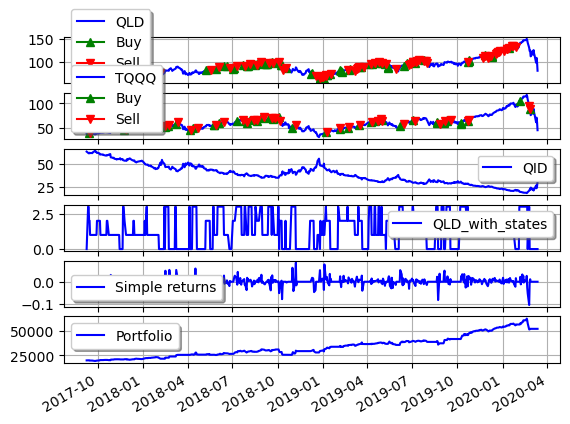 QLD
Buy
Sell
150
100
TQQQ
Buy
Sell
100
50
QID
50
25
QLD_with_states
2.5
0.0
Simple returns
0.0
−0.1
Portfolio
50000
25000
2017-10
2018-01
2018-04
2018-07
2018-10
2019-01
2019-04
2019-07
2019-10
2020-01
2020-04